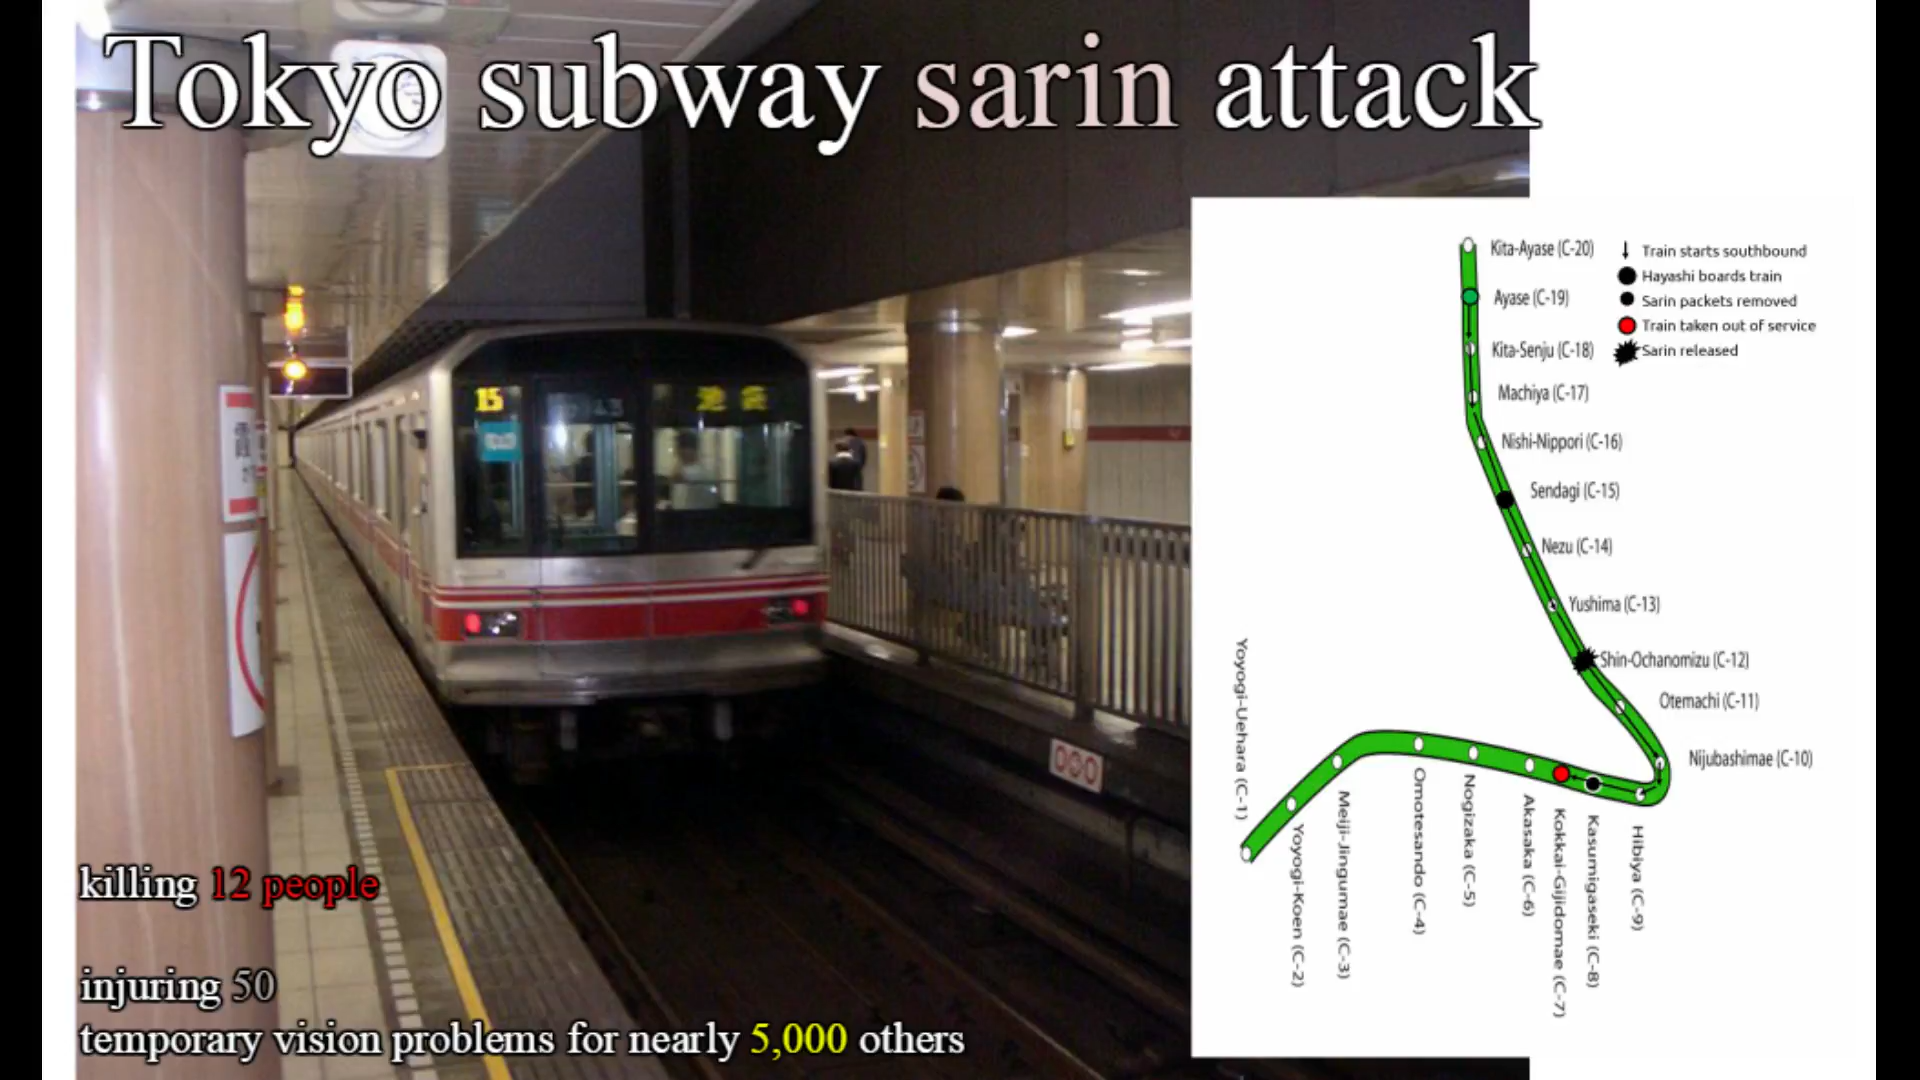 Tokyo subway sarin attack
15
Kita-Ayase (C-20)
Ayase (C-19)
Kita-Senju (C-18)
Machiya (C-17)
Nishi-Nippori (C-16)
Sendagi (C-15)
Nezu (C-14)
Yushima (C-13)
Shin-Ochanomizu (C-12)
Otemachi (C-11)
Nijubashimae (C-10)
Train starts southbound
Hayashi boards train
Sarin packets removed
Train taken out of service
Sarin released
Yoyogi-Uehara (C-1)
Yoyogi-Koen (C-2)
Meiji-Jingumae (C-3)
Omotesando (C-4)
Nogizaka (C-5)
Akasaka (C-6)
Kokkai-Gijidomae (C-7)
Kasumigaseki (C-8)
Hibiya (C-9)
killing 12 people
injuring 50
temporary vision problems for nearly 5,000 others